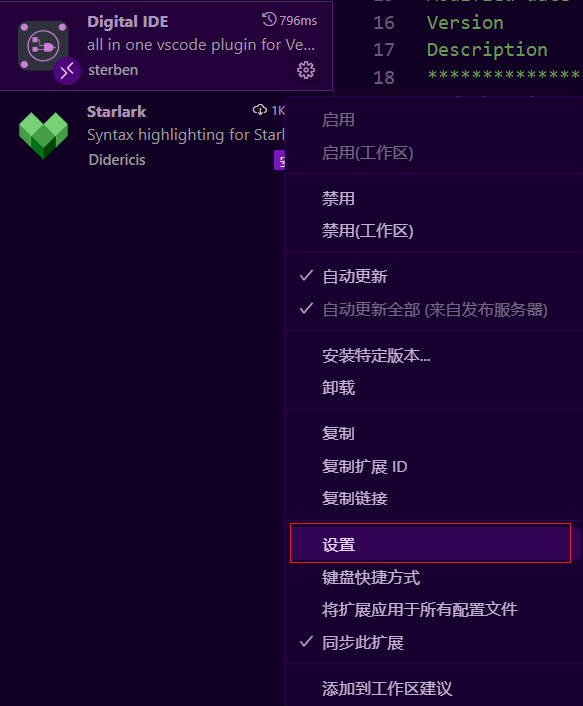 Digital IDE
796ms
all in one vscode plugin for Ve...
sterben
Starlark
1K
Syntax highlighting for Starl
Didericis
16
Version
17
Description
18
**************
启用
启用(工作区)
禁用
禁用(工作区)
自动更新
自动更新全部 (来自发布服务器)
安装特定版本...
卸载
复制
复制扩展 ID
复制链接
设置
键盘快捷方式
将扩展应用于所有配置文件
同步此扩展
添加到工作区建议